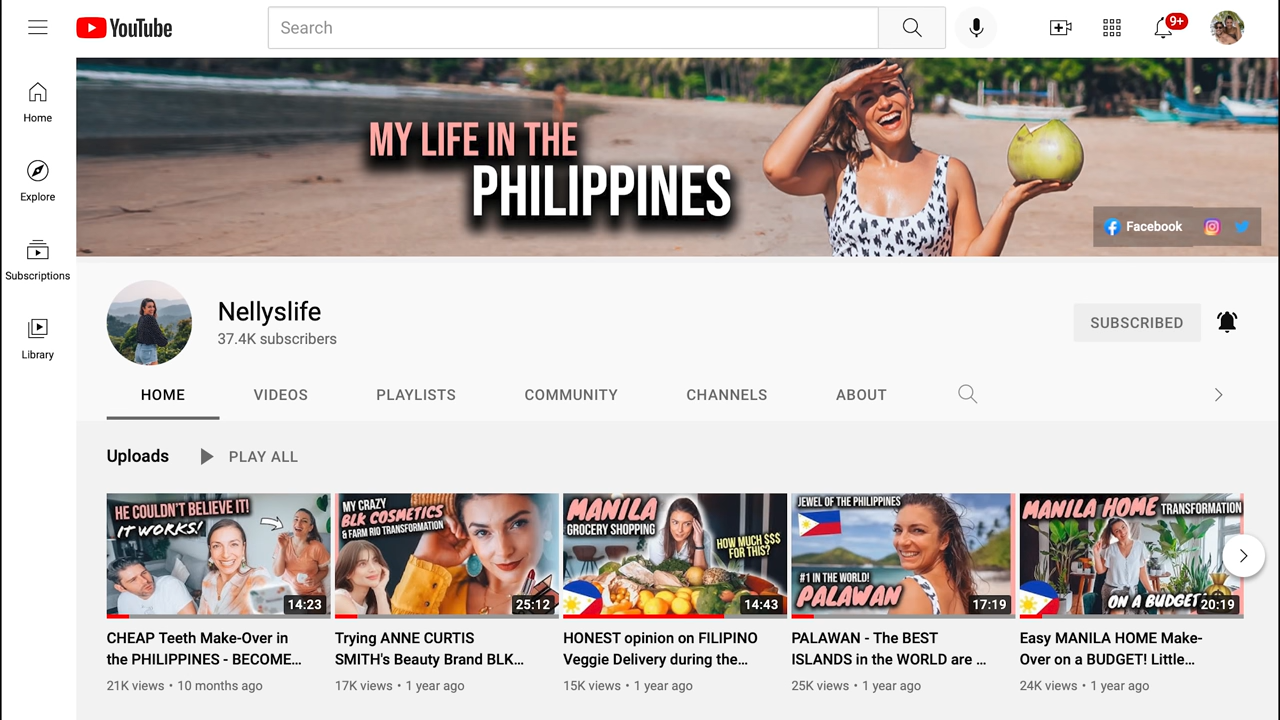 YouTube
Search
9+
Home
Explore
Subscriptions
Library
MY LIFE IN THE
PHILIPPINES
Facebook
Nellyslife
37.4K subscribers
SUBSCRIBED
HOME VIDEOS PLAYLISTS COMMUNITY CHANNELS ABOUT
Uploads PLAY ALL
HE COULDN'T BELIEVE IT!
IT WORKS!
14:23
CHEAP Teeth Make-Over in
the PHILIPPINES - BECOME...
21K views • 10 months ago
MY CRAZY
BLK COSMETICS
& FARM RIO TRANSFORMATION
25:12
Trying ANNE CURTIS
SMITH's Beauty Brand BLK...
17K views • 1 year ago
MANILA
GROCERY SHOPPING
HOW MUCH $$$
FOR THIS?
14:43
HONEST opinion on FILIPINO
Veggie Delivery during the...
15K views • 1 year ago
JEWEL OF THE PHILIPPINES
#1 IN THE WORLD!
PALAWAN
17:19
PALAWAN - The BEST
ISLANDS in the WORLD are ...
25K views • 1 year ago
MANILA HOME TRANSFORMATION
ON A BUDGET
20:19
Easy MANILA HOME Make-
Over on a BUDGET! Little...
24K views • 1 year ago